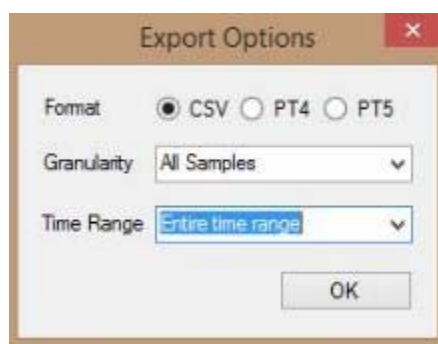 Export Options
Format CSV PT4 PT5
Granularity All Samples
Time Range Entire time range
OK